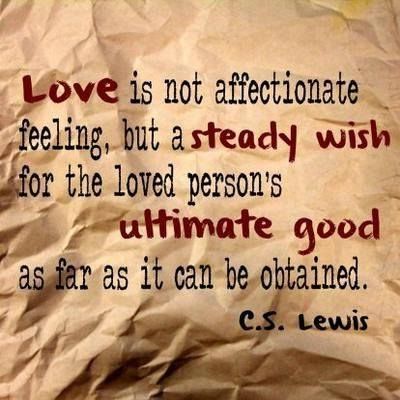 Love is not affectionate
feeling, but a steady wish
for the loved person's
ultimate good
as far as it can be obtained.
C.S. Lewis